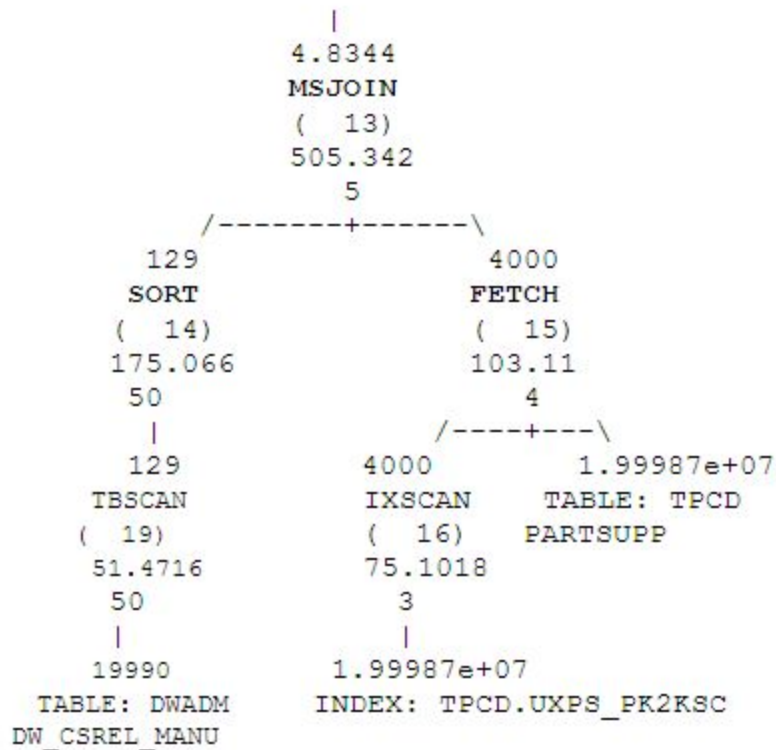 |
4.8344
MSJOIN
( 13)
505.342
5
/-------+------\
129 4000
SORT FETCH
( 14) ( 15)
175.066 103.11
50 4
| /----+---\
129 4000 1.99987e+07
TBSCAN IXSCAN TABLE: TPCD
( 19) ( 16) PARTSUPP
51.4716 75.1018
50 3
| |
19990 1.99987e+07
TABLE: DWADM INDEX: TPCD.UXPS_PK2KSC
DW_CSREL_MANU